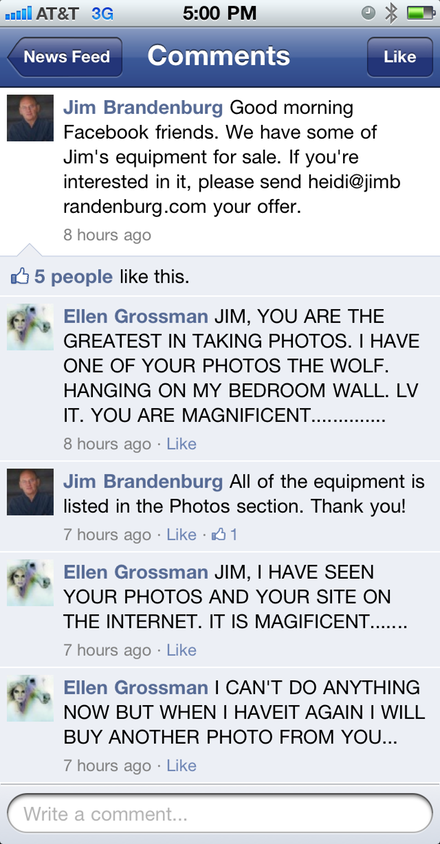 AT&T 3G 5:00 PM
News Feed Comments Like
Jim Brandenburg Good morning
Facebook friends. We have some of
Jim's equipment for sale. If you're
interested in it, please send heidi@jimb
randenburg.com your offer.
8 hours ago
5 people like this.
Ellen Grossman JIM, YOU ARE THE
GREATEST IN TAKING PHOTOS. I HAVE
ONE OF YOUR PHOTOS THE WOLF.
HANGING ON MY BEDROOM WALL. LV
IT. YOU ARE MAGNIFICENT..............
8 hours ago · Like
Jim Brandenburg All of the equipment is
listed in the Photos section. Thank you!
7 hours ago · Like · 1
Ellen Grossman JIM, I HAVE SEEN
YOUR PHOTOS AND YOUR SITE ON
THE INTERNET. IT IS MAGIFICENT.......
7 hours ago · Like
Ellen Grossman I CAN'T DO ANYTHING
NOW BUT WHEN I HAVEIT AGAIN I WILL
BUY ANOTHER PHOTO FROM YOU...
7 hours ago · Like
Write a comment...